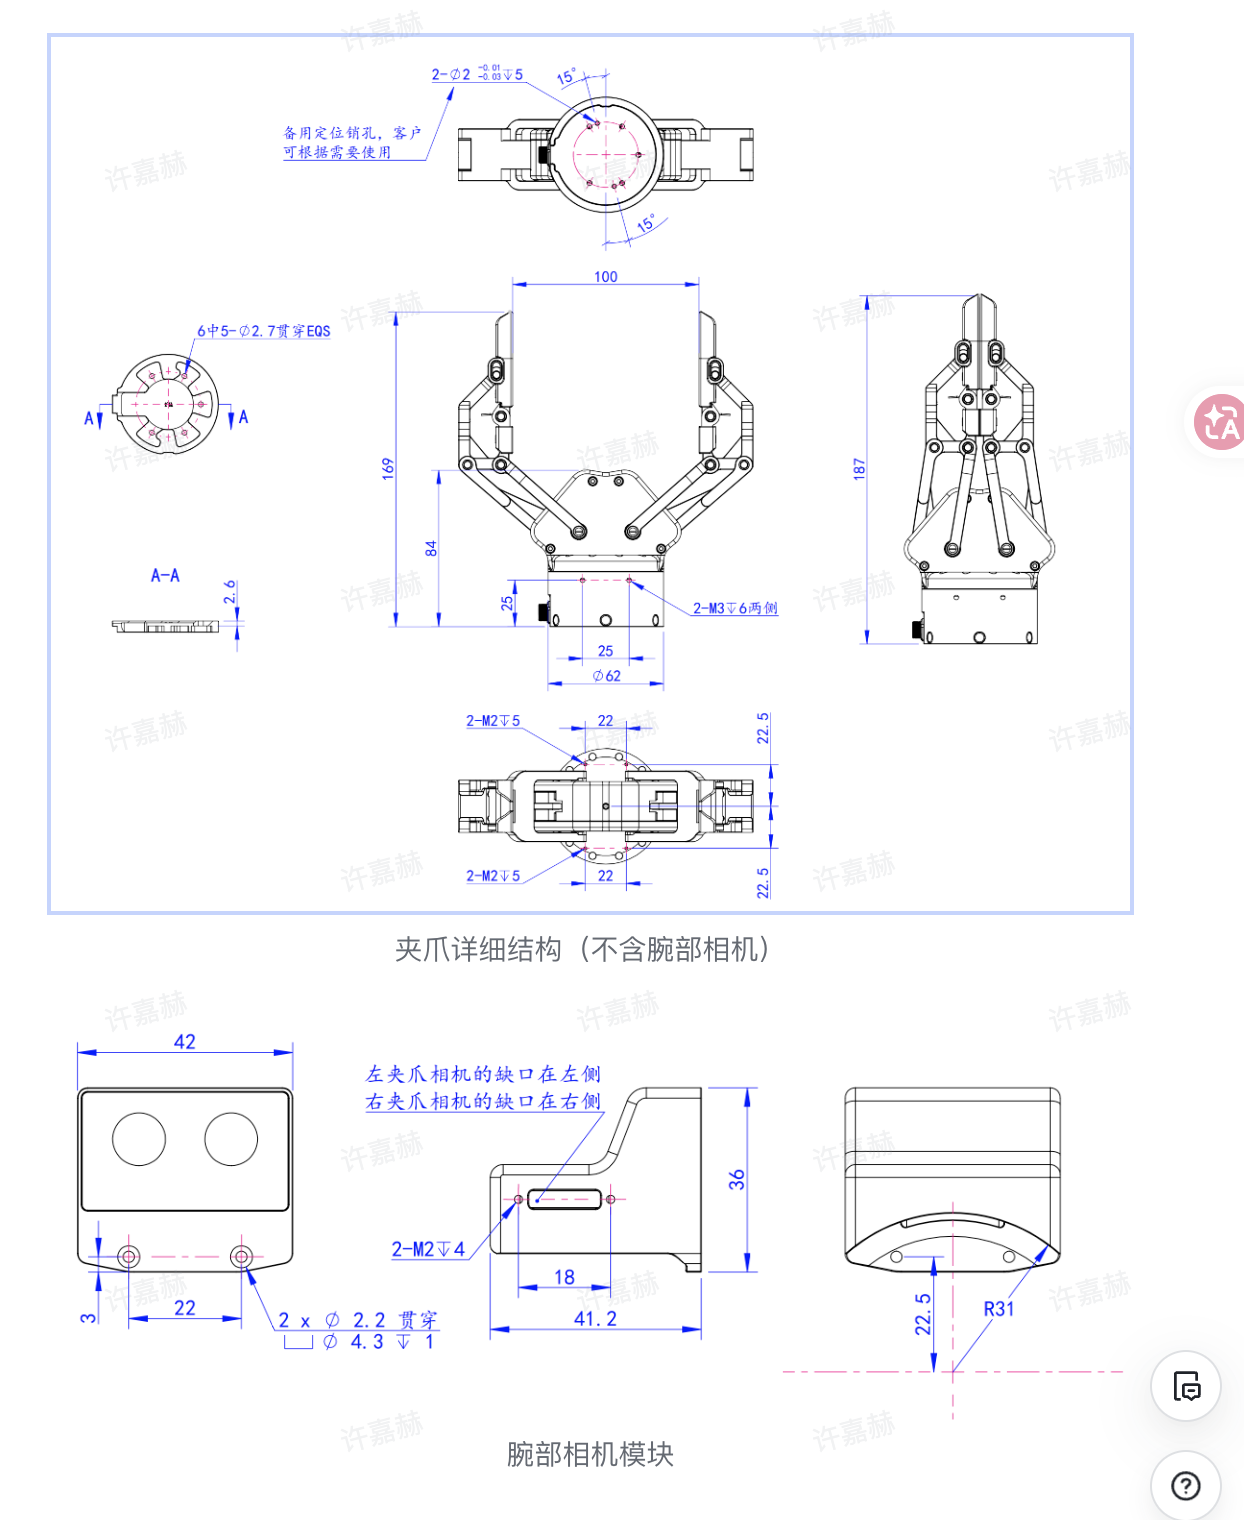 2-∅2 -0.01 -0.03 ↧5
15°
备用定位销孔，客户
可根据需要使用
15°
100
6中5-∅2.7贯穿EQS
A
A
169
84
25
187
A-A
2.6
2-M3↧6两侧
25
∅62
2-M2↧5
22
22.5
2-M2↧5
22
22.5
夹爪详细结构（不含腕部相机）
42
左夹爪相机的缺口在左侧
右夹爪相机的缺口在右侧
36
2-M2↧4
18
41.2
3
22
2 x ∅ 2.2 贯穿
⌴ ∅ 4.3 ↧ 1
22.5
R31
腕部相机模块
许嘉赫